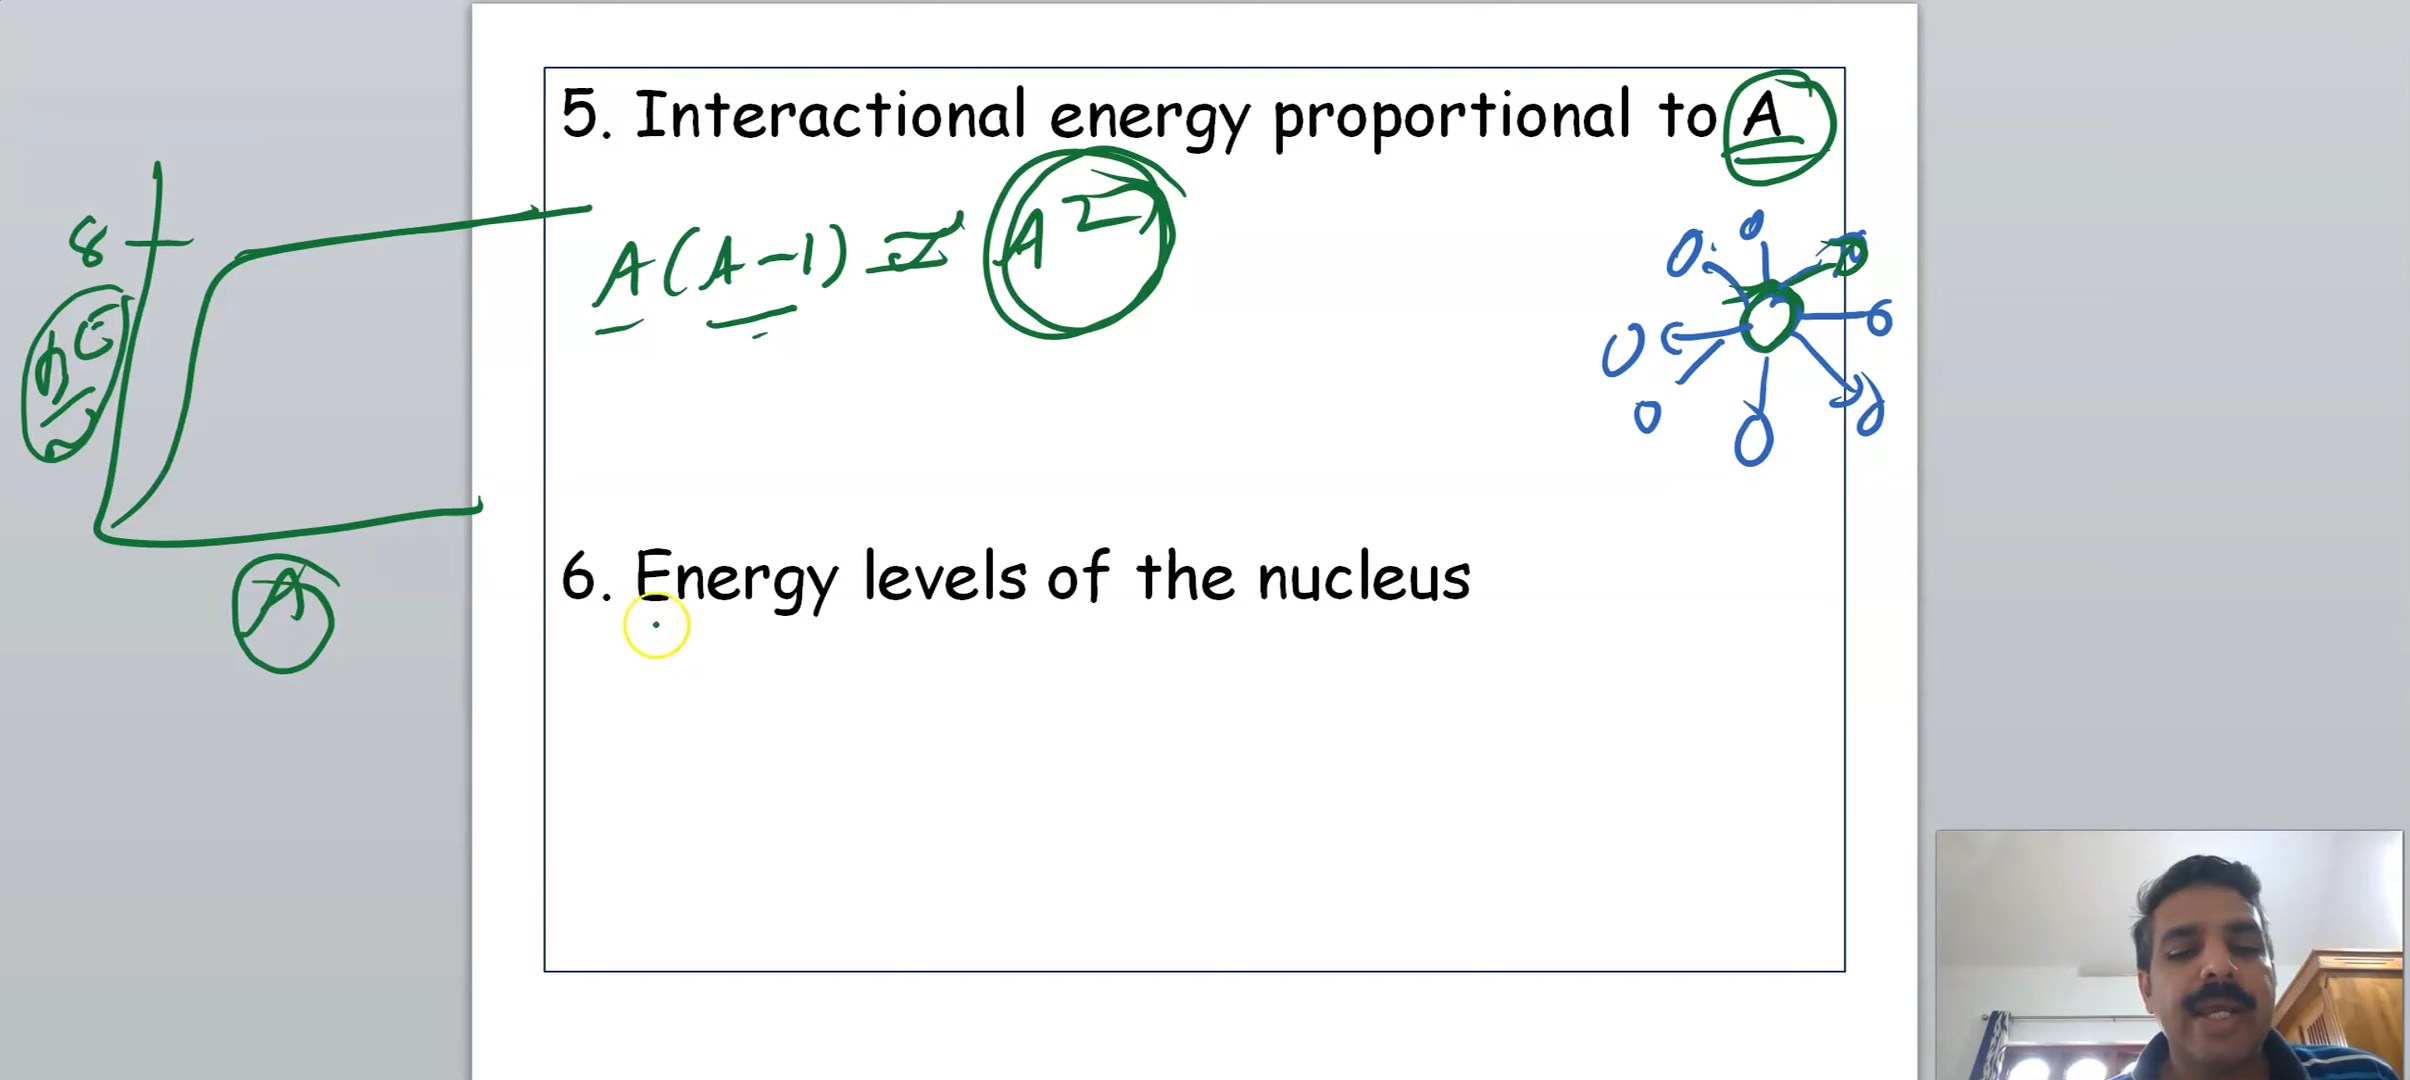 5. Interactional energy proportional to A
A(A-1) ≈ A²
8
A
6. Energy levels of the nucleus